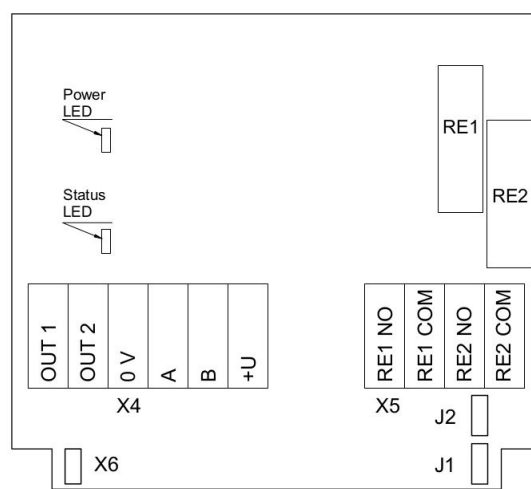 Power
LED
RE1
RE2
Status
LED
OUT 1
OUT 2
0 V
A
B
+U
RE1 NO
RE1 COM
RE2 NO
RE2 COM
X4
X5
J2
X6
J1